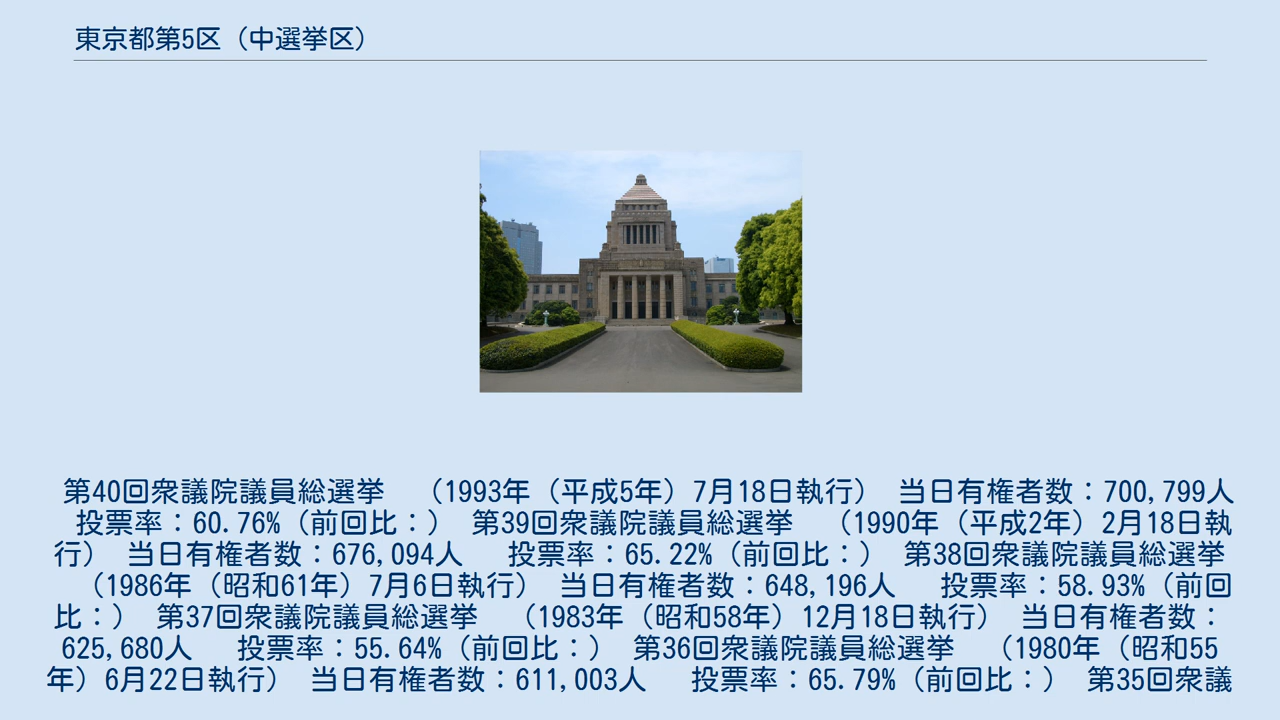 東京都第5区（中選挙区）
第40回衆議院議員総選挙　（1993年（平成5年）7月18日執行） 当日有権者数：700,799人
投票率：60.76%（前回比：） 第39回衆議院議員総選挙　（1990年（平成2年）2月18日執
行） 当日有権者数：676,094人　投票率：65.22%（前回比：） 第38回衆議院議員総選挙
（1986年（昭和61年）7月6日執行） 当日有権者数：648,196人　投票率：58.93%（前回
比：） 第37回衆議院議員総選挙　（1983年（昭和58年）12月18日執行） 当日有権者数：
625,680人　投票率：55.64%（前回比：） 第36回衆議院議員総選挙　（1980年（昭和55
年）6月22日執行） 当日有権者数：611,003人　投票率：65.79%（前回比：） 第35回衆議